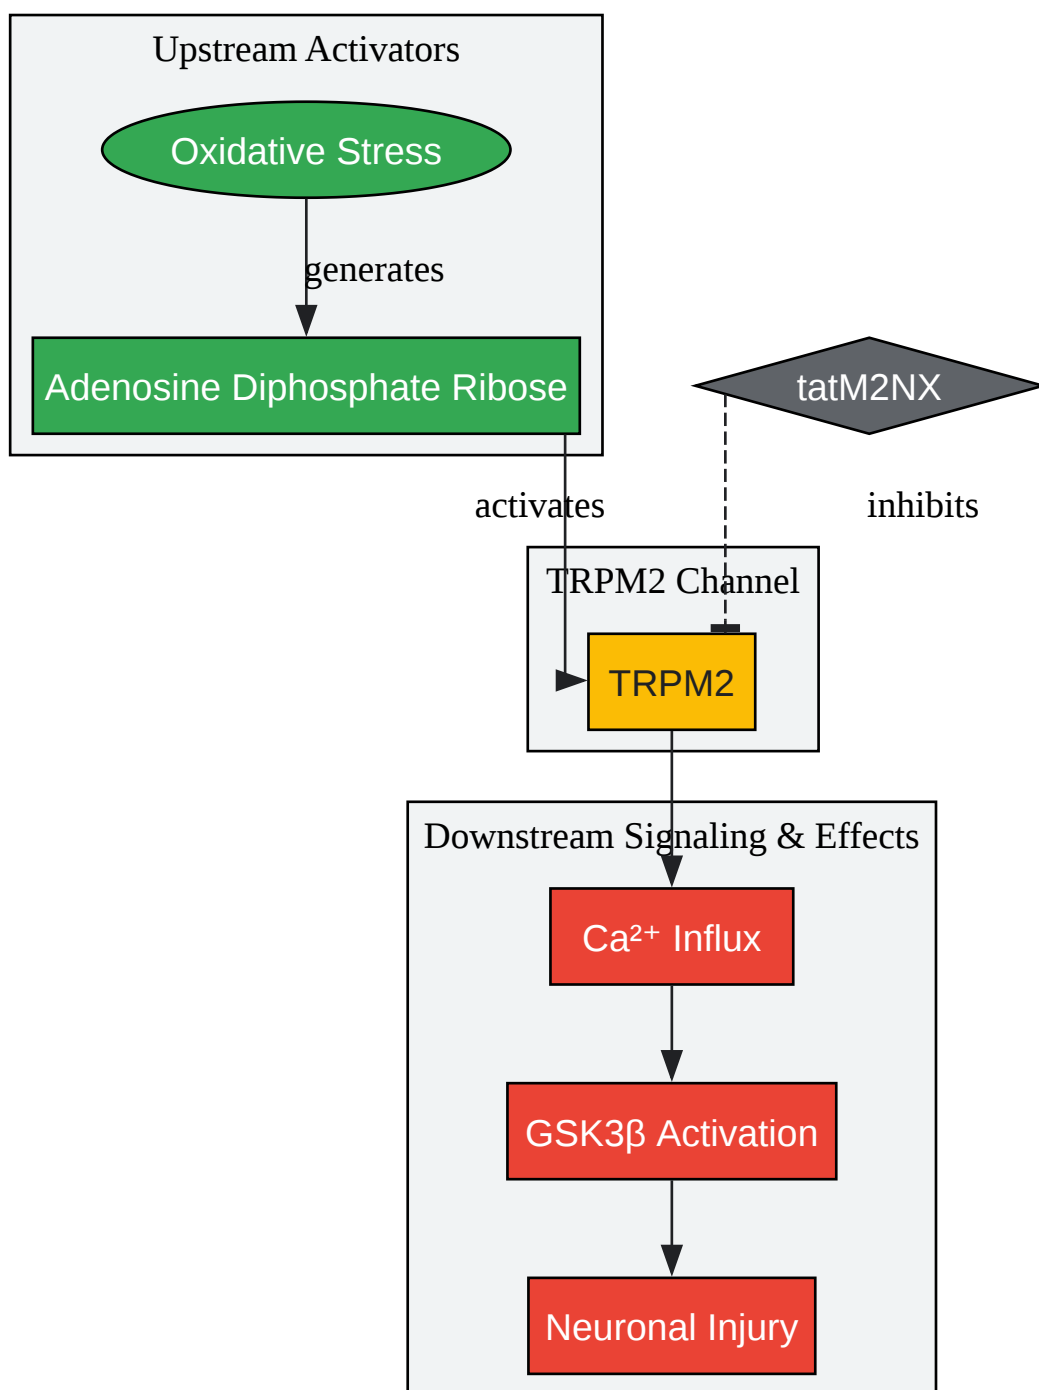 Upstream Activators
Oxidative Stress
generates
Adenosine Diphosphate Ribose
tatM2NX
activates
inhibits
TRPM2 Channel
TRPM2
Downstream Signaling & Effects
Ca²⁺ Influx
GSK3β Activation
Neuronal Injury